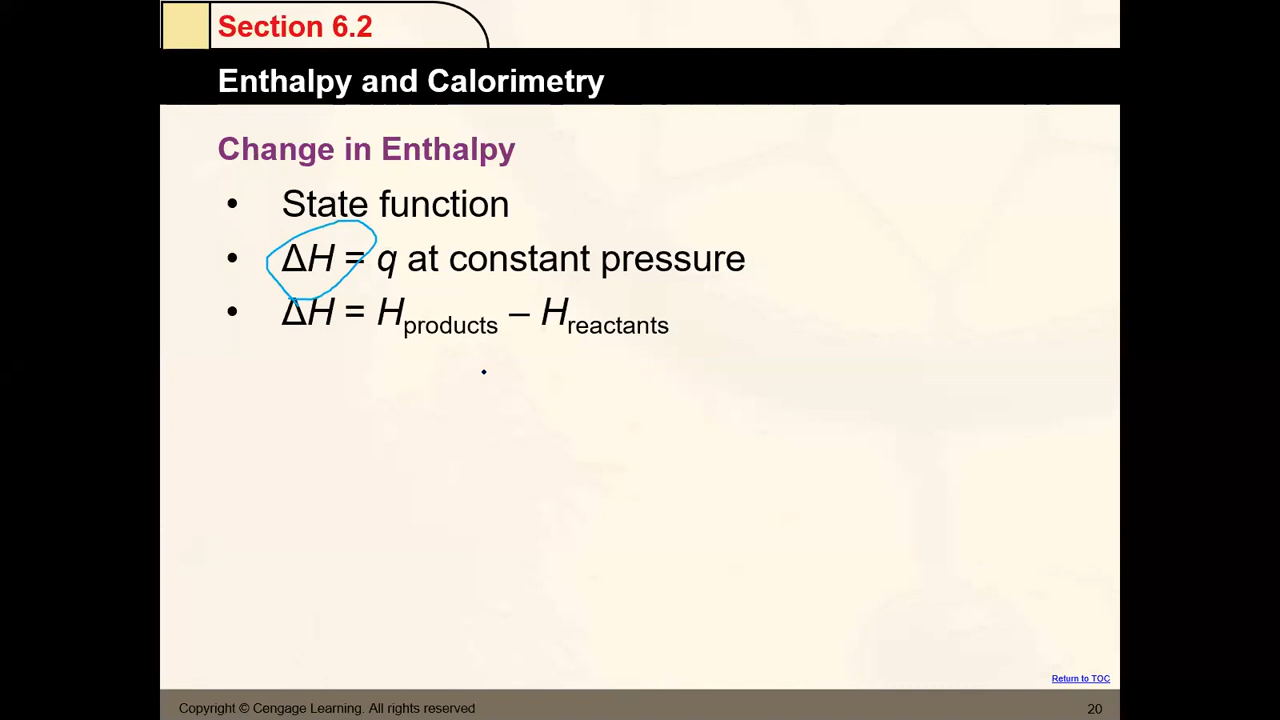 Section 6.2
Enthalpy and Calorimetry
Change in Enthalpy
• State function
• ΔH = q at constant pressure
• ΔH = Hproducts – Hreactants
Return to TOC
Copyright © Cengage Learning. All rights reserved
20